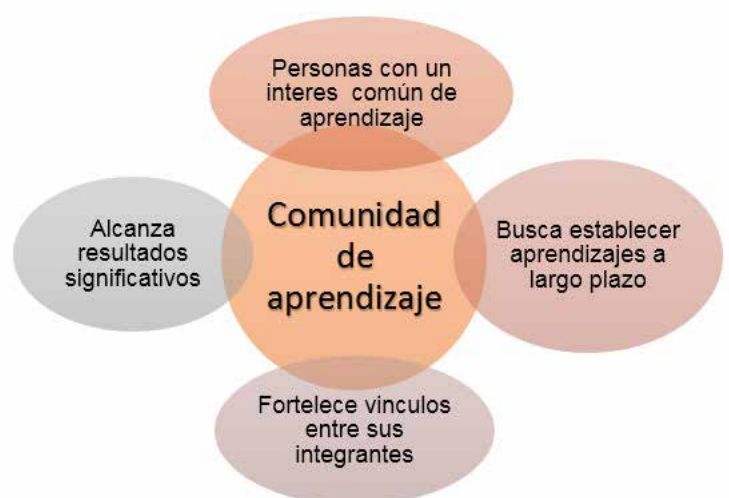 Personas con un
interes común de
aprendizaje
Comunidad
de
aprendizaje
Busca establecer
aprendizajes a
largo plazo
Fortelece vinculos
entre sus
integrantes
Alcanza
resultados
significativos